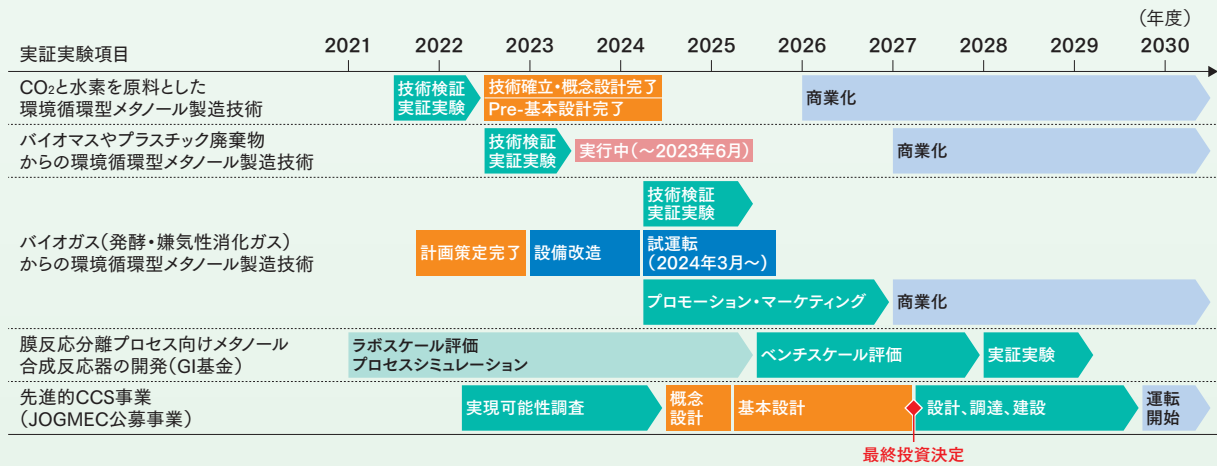 （年度）
実証実験項目
2021 2022 2023 2024 2025 2026 2027 2028 2029 2030
CO₂と水素を原料とした
環境循環型メタノール製造技術
技術検証
実証実験
技術確立・概念設計完了
Pre-基本設計完了
商業化
バイオマスやプラスチック廃棄物
からの環境循環型メタノール製造技術
技術検証
実証実験
実行中（～2023年6月）
商業化
バイオガス（発酵・嫌気性消化ガス）
からの環境循環型メタノール製造技術
技術検証
実証実験
計画策定完了
設備改造
試運転
（2024年3月～）
プロモーション・マーケティング
商業化
膜反応分離プロセス向けメタノール
合成反応器の開発（GI基金）
ラボスケール評価
プロセスシミュレーション
ベンチスケール評価
実証実験
先進的CCS事業
（JOGMEC公募事業）
実現可能性調査
概念
設計
基本設計
設計、調達、建設
運転
開始
最終投資決定